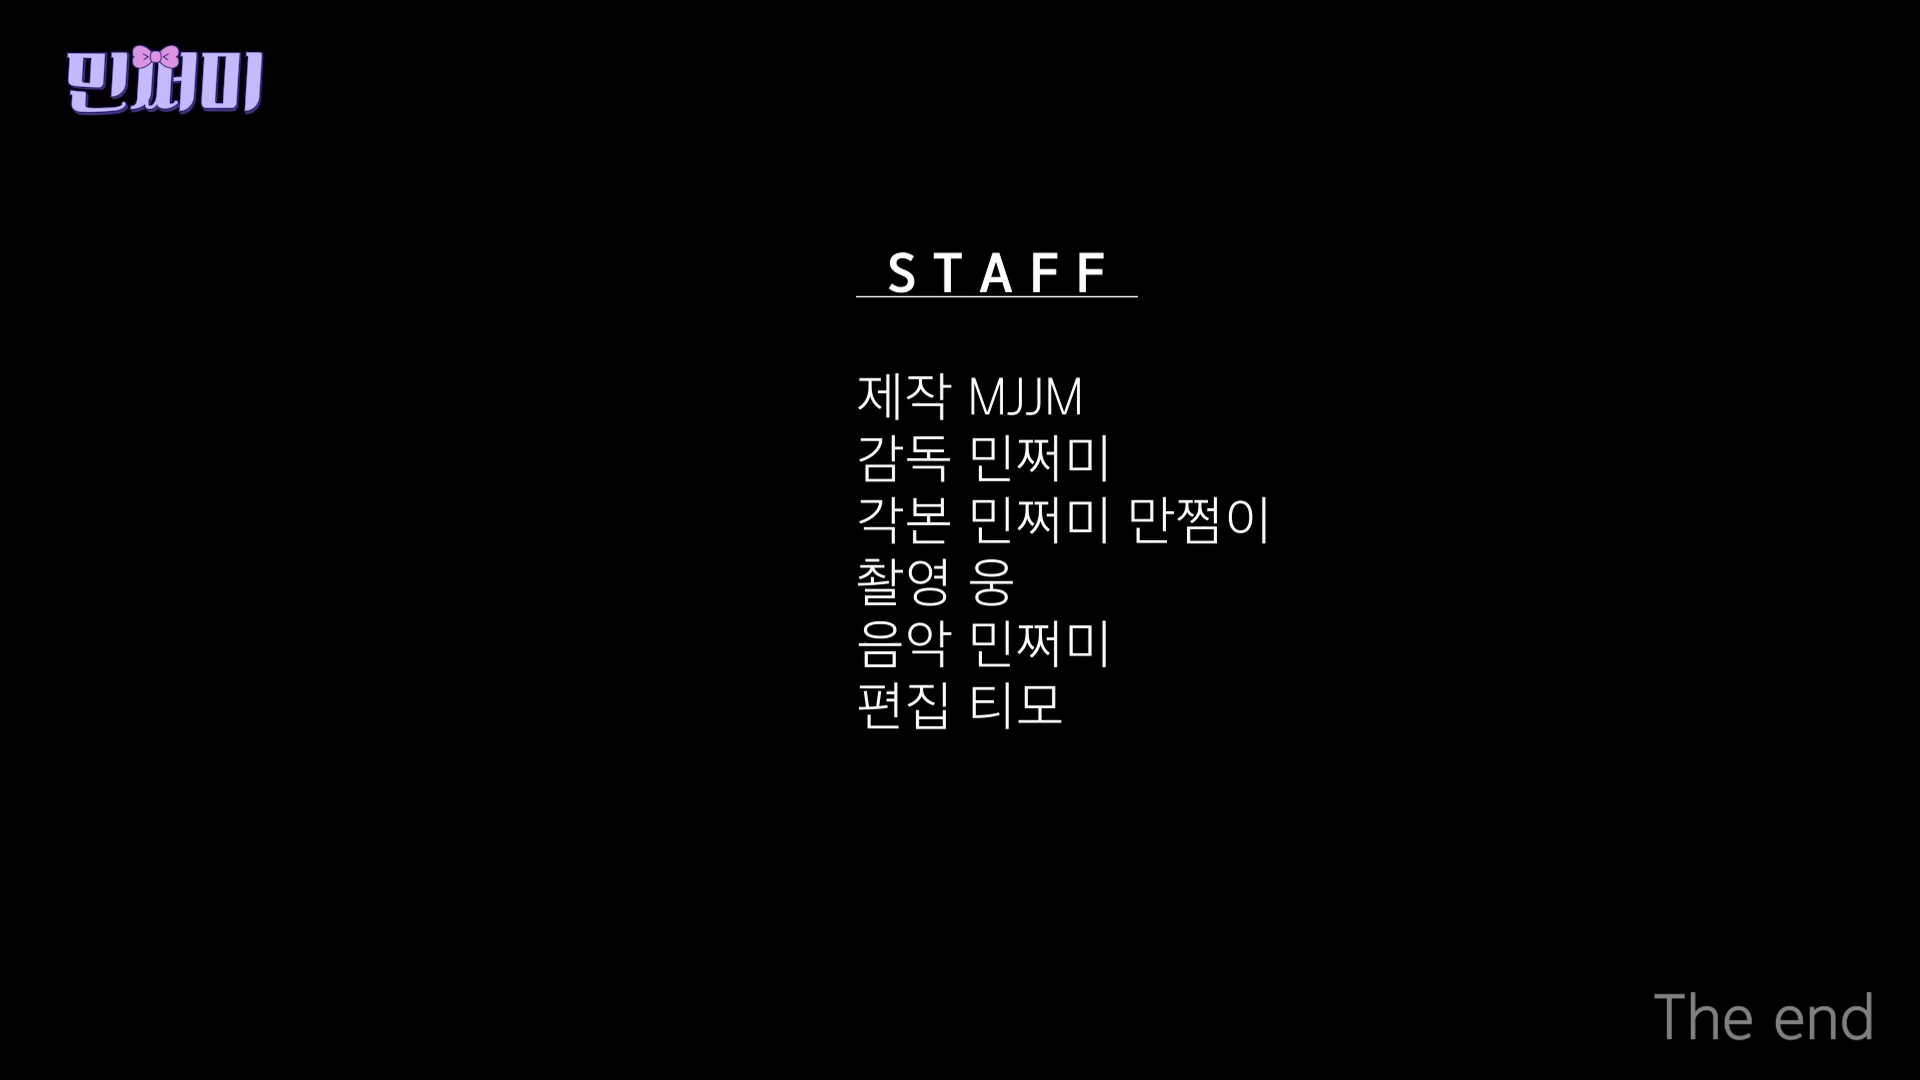 민쩌미
STAFF
제작 MJJM
감독 민쩌미
각본 민쩌미 만쩜이
촬영 웅
음악 민쩌미
편집 티모
The end